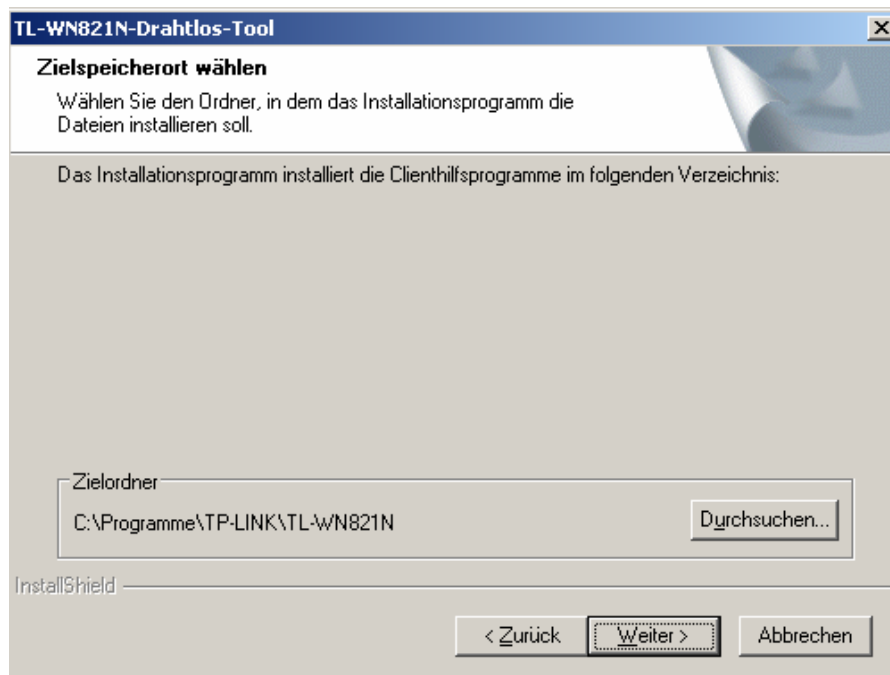 TL-WN821N-Drahtlos-Tool
Zielspeicherort wählen
Wählen Sie den Ordner, in dem das Installationsprogramm die
Dateien installieren soll.
Das Installationsprogramm installiert die Clienthilfsprogramme im folgenden Verzeichnis:
Zielordner
C:\Programme\TP-LINK\TL-WN821N
Durchsuchen...
InstallShield
< Zurück Weiter > Abbrechen